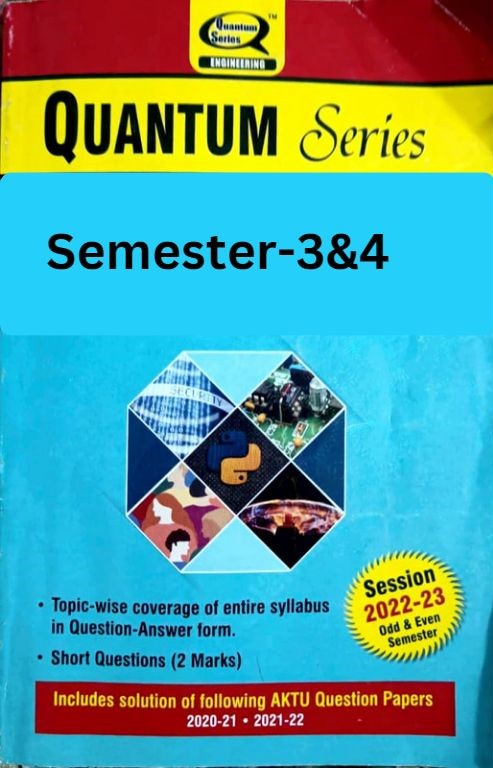 Quantum
Series
TM
ENGINEERING
QUANTUM Series
Semester-3&4
SECURITY
• Topic-wise coverage of entire syllabus
in Question-Answer form.
• Short Questions (2 Marks)
Session
2022-23
Odd & Even
Semester
Includes solution of following AKTU Question Papers
2020-21 • 2021-22